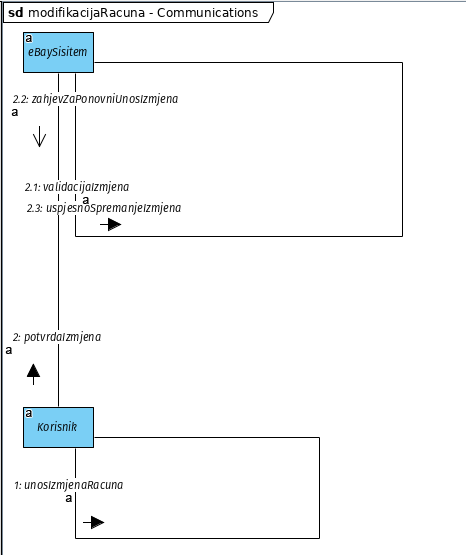 sd modifikacijaRacuna - Communications
a
eBaySisitem
2.2: zahjevZaPonovniUnosIzmjena
a
2.1: validacijaIzmjena
a
2.3: uspjesnoSpremanjeIzmjena
2: potvrdaIzmjena
a
a
Korisnik
1: unosIzmjenaRacuna
a